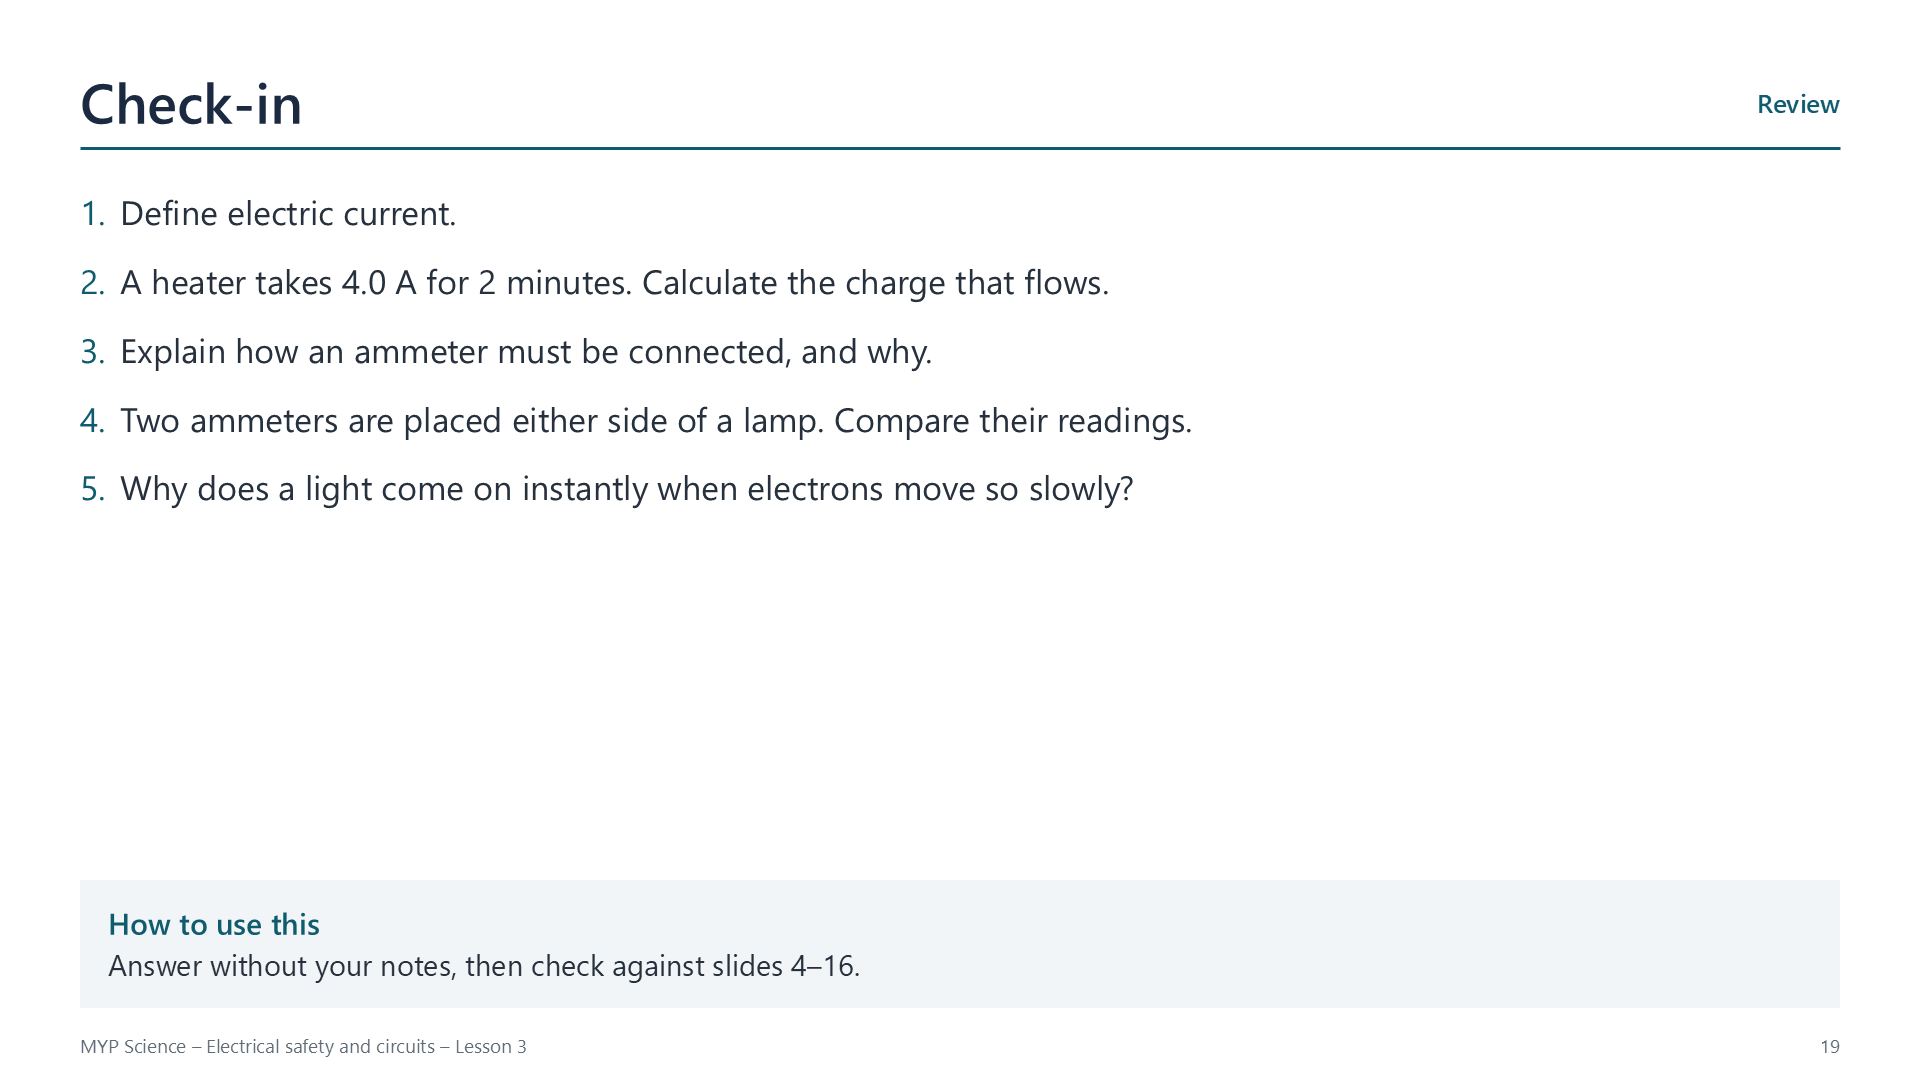 Check-in
Review
1. Define electric current.
2. A heater takes 4.0 A for 2 minutes. Calculate the charge that flows.
3. Explain how an ammeter must be connected, and why.
4. Two ammeters are placed either side of a lamp. Compare their readings.
5. Why does a light come on instantly when electrons move so slowly?
How to use this
Answer without your notes, then check against slides 4–16.
MYP Science – Electrical safety and circuits – Lesson 3
19